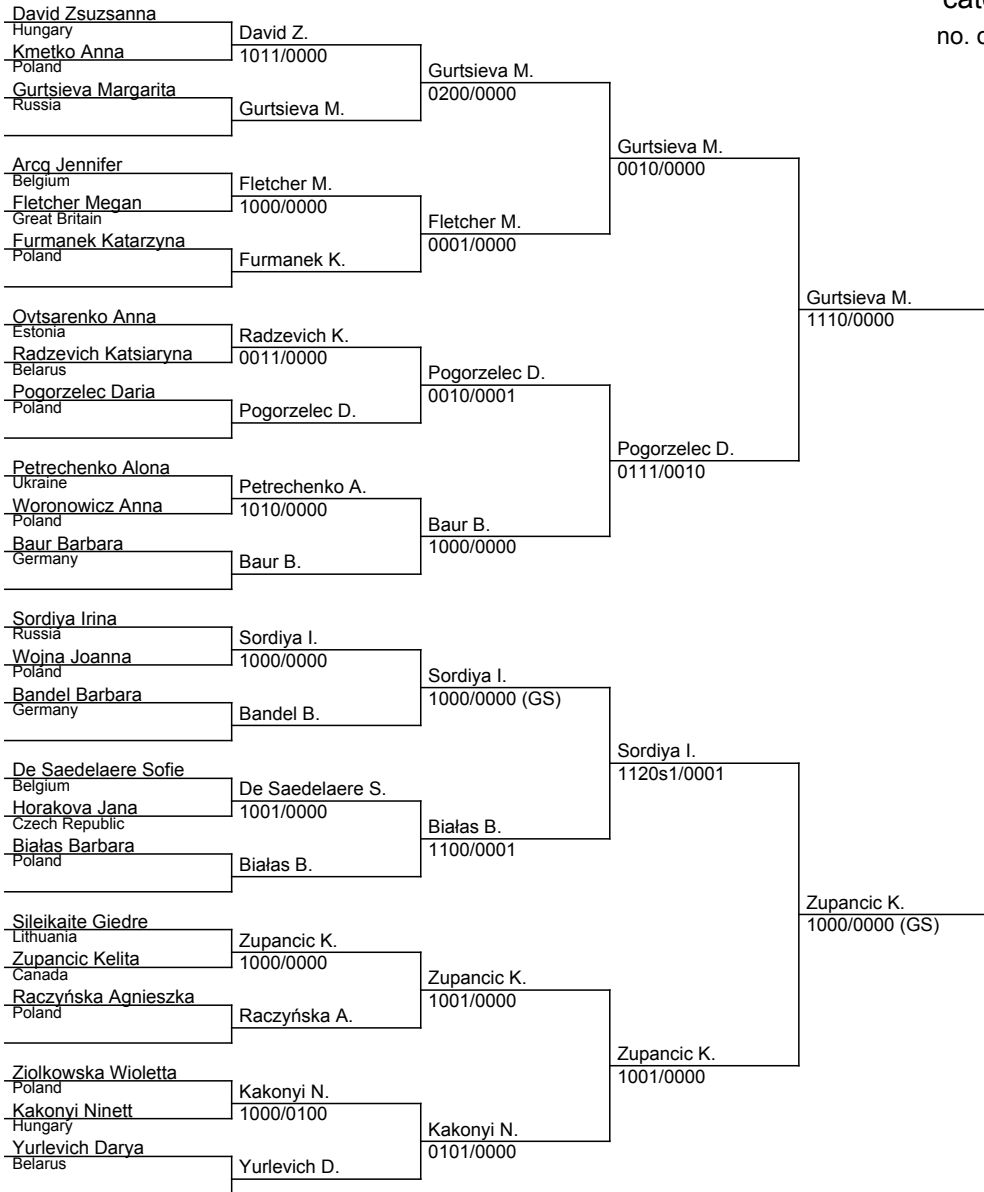 David Zsuzsanna
Hungary
Kmetko Anna
Poland
Gurtsieva Margarita
Russia
Arcq Jennifer
Belgium
Fletcher Megan
Great Britain
Furmanek Katarzyna
Poland
Ovtsarenko Anna
Estonia
Radzevich Katsiaryna
Belarus
Pogorzelec Daria
Poland
Petrechenko Alona
Ukraine
Woronowicz Anna
Poland
Baur Barbara
Germany
Sordiya Irina
Russia
Wojna Joanna
Poland
Bandel Barbara
Germany
De Saedelaere Sofie
Belgium
Horakova Jana
Czech Republic
Białas Barbara
Poland
Sileikaite Giedre
Lithuania
Zupancic Kelita
Canada
Raczyńska Agnieszka
Poland
Ziolkowska Wioletta
Poland
Kakonyi Ninett
Hungary
Yurlevich Darya
Belarus
David Z.
1011/0000
Gurtsieva M.
Fletcher M.
1000/0000
Furmanek K.
Radzevich K.
0011/0000
Pogorzelec D.
Petrechenko A.
1010/0000
Baur B.
Sordiya I.
1000/0000
Bandel B.
De Saedelaere S.
1001/0000
Białas B.
Zupancic K.
1000/0000
Raczyńska A.
Kakonyi N.
1000/0100
Yurlevich D.
Gurtsieva M.
0200/0000
Fletcher M.
0001/0000
Pogorzelec D.
0010/0001
Baur B.
1000/0000
Sordiya I.
1000/0000 (GS)
Białas B.
1100/0001
Zupancic K.
1001/0000
Kakonyi N.
0101/0000
Gurtsieva M.
0010/0000
Pogorzelec D.
0111/0010
Sordiya I.
1120s1/0001
Zupancic K.
1001/0000
Gurtsieva M.
1110/0000
Zupancic K.
1000/0000 (GS)
no.